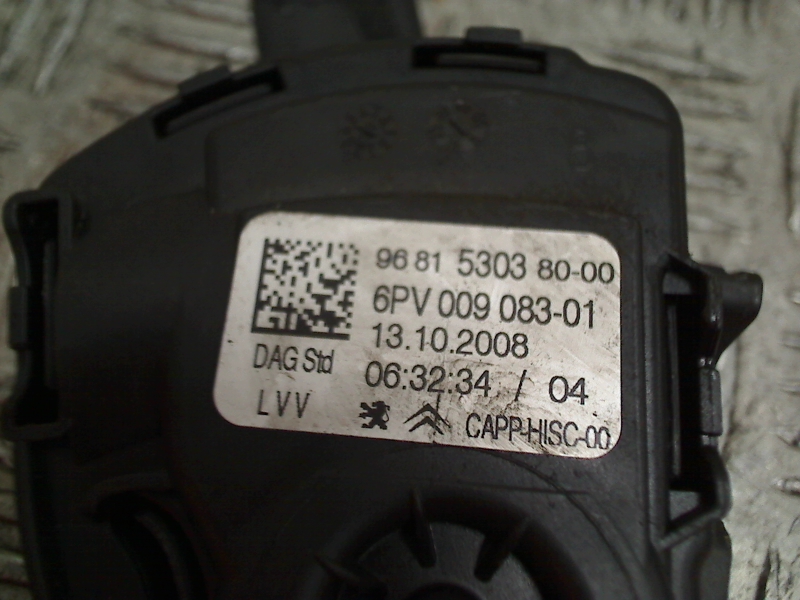 96 81 5303 80-00
6PV 009 083-01
13.10.2008
DAG Std
06:32:34 / 04
LVV
CAPP-HISC-00